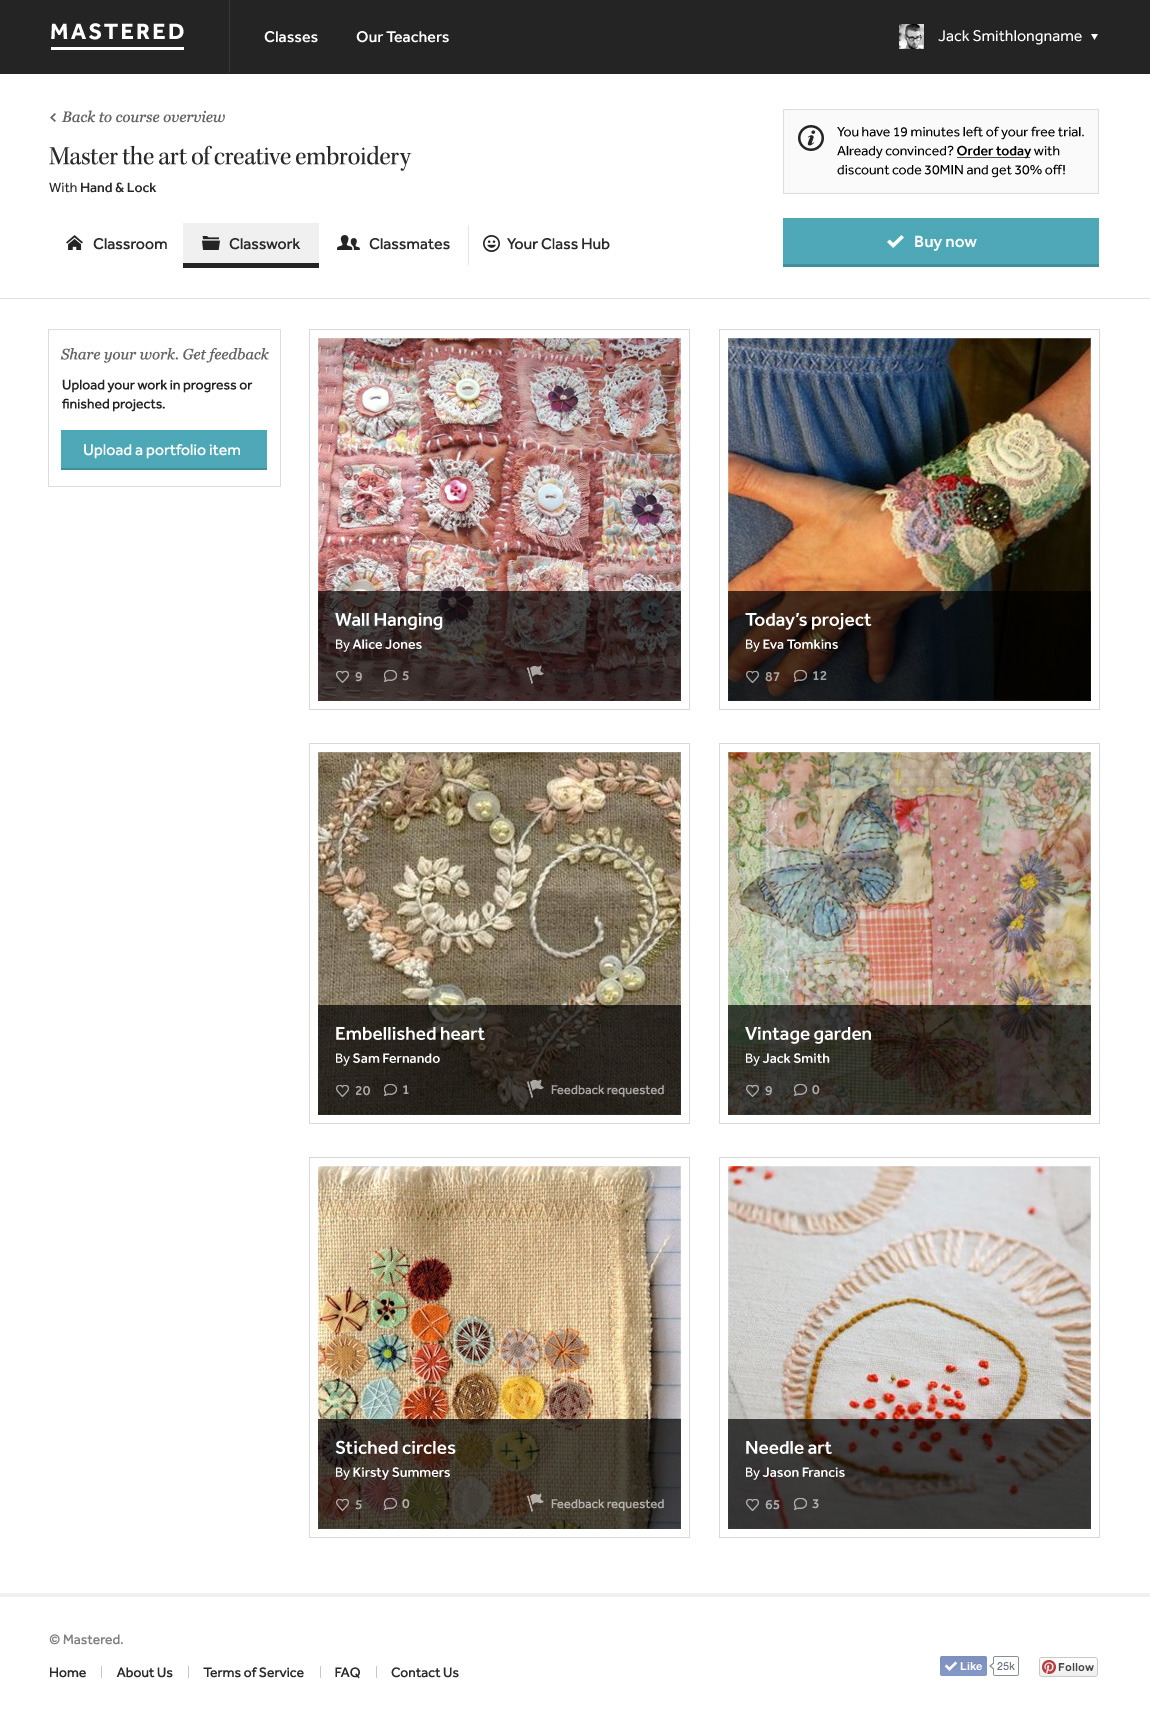 MASTERED
Classes
Our Teachers
Jack Smithlongname
Back to course overview
Master the art of creative embroidery
With Hand & Lock
You have 19 minutes left of your free trial.
Already convinced? Order today with
discount code 30MIN and get 30% off!
Classroom
Classwork
Classmates
Your Class Hub
Buy now
Share your work. Get feedback
Upload your work in progress or
finished projects.
Upload a portfolio item
Wall Hanging
By Alice Jones
9 5
Today's project
By Eva Tomkins
87 12
Embellished heart
By Sam Fernando
20 1 Feedback requested
Vintage garden
By Jack Smith
9 0
Stiched circles
By Kirsty Summers
5 0 Feedback requested
Needle art
By Jason Francis
65 3
© Mastered.
Home
About Us
Terms of Service
FAQ
Contact Us
Like 25k
Follow